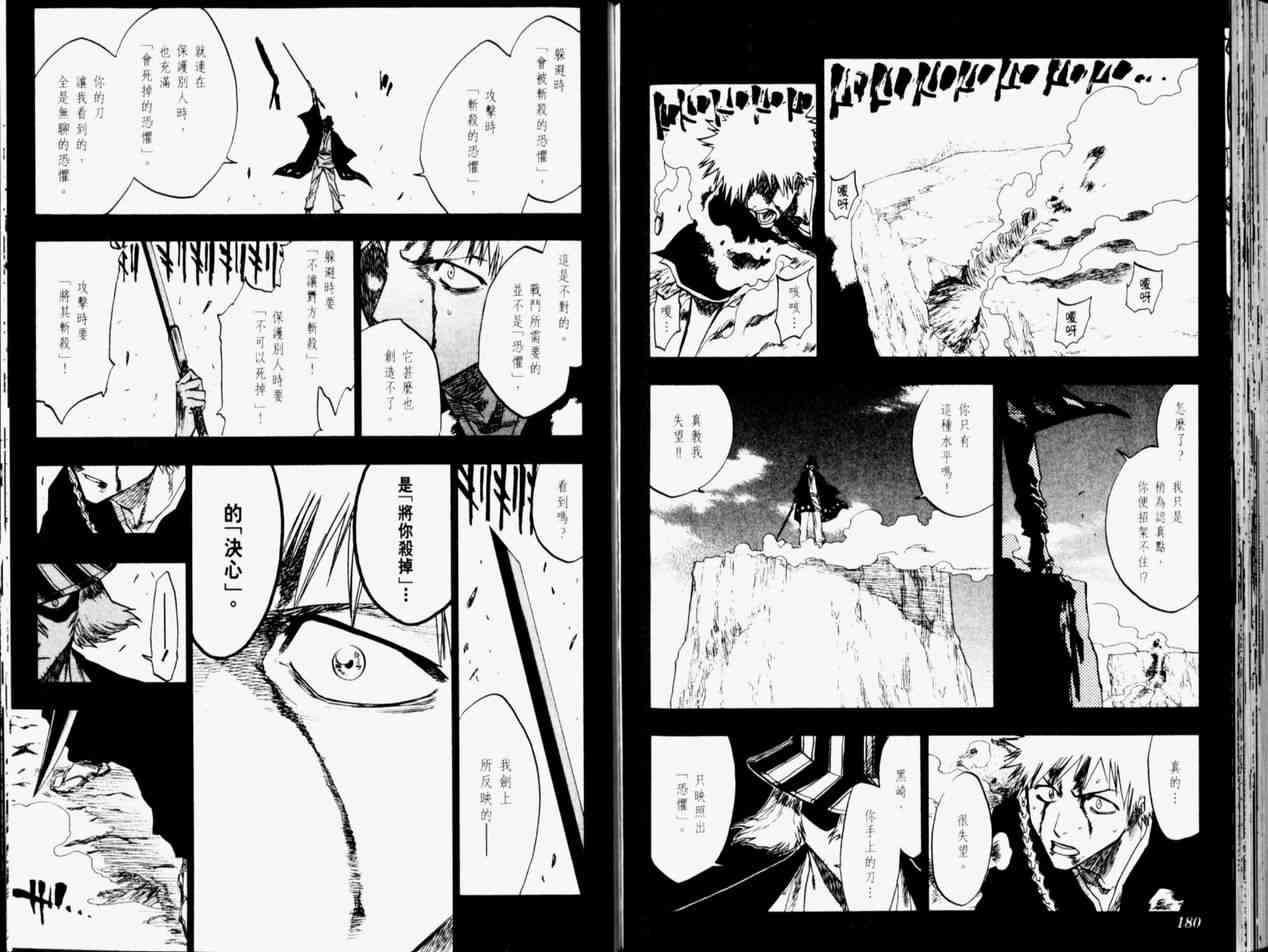 嗄呀
嗄呀
嗄呀
咳咳…
嗄…
怎麼了?
我只是
稍為認真點,
你便招架不住!?
你只有
這種水平嗎!
真教我
失望!!
真的…
很失望。
黑崎,
你手上的刀…
只映照出
「恐懼」。
180
躲避時
「會被斬殺的恐懼」,
攻擊時
「斬殺的恐懼」,
就連在
保護別人時,
也充滿
「會死掉的恐懼」。
你的刀
讓我看到的,
全是無聊的恐懼。
這是不對的。
戰鬥所需要的
並不是「恐懼」,
它甚麼也
創造不了。
躲避時要
「不讓對方斬殺」!
保護別人時要
「不可以死掉」!
攻擊時要
「將其斬殺」!
看到嗎?
我劍上
所反映的——
是「將你殺掉」…
的「決心」。